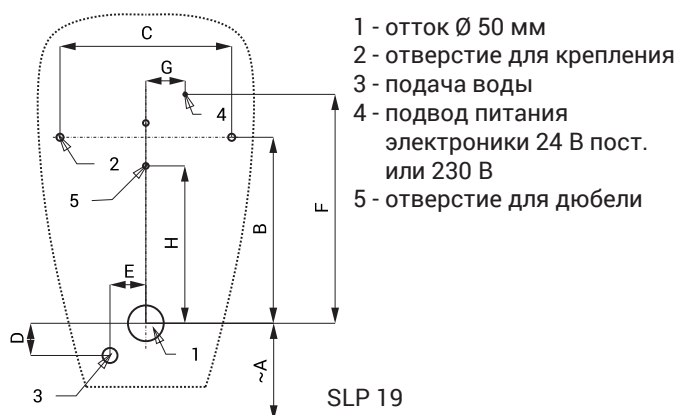 C
G
4
2
5
F
B
H
E
D
1
3
~A
1 - отток Ø 50 мм
2 - отверстие для крепления
3 - подача воды
4 - подвод питания
электроники 24 В пост.
или 230 В
5 - отверстие для дюбели
SLP 19